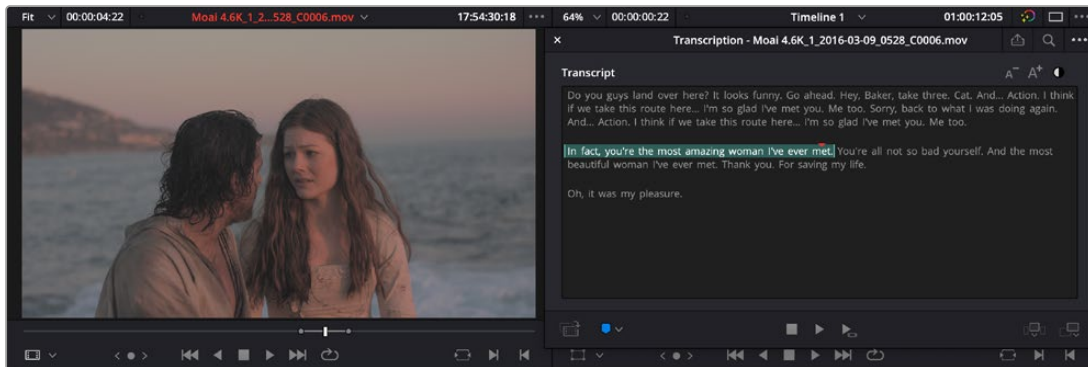 Fit 00:00:04:22 Moai 4.6K_1_2...528_C0006.mov 17:54:30:18 64% 00:00:00:22 Timeline 1 01:00:12:05
Transcription - Moai 4.6K_1_2016-03-09_0528_C0006.mov
Transcript A⁻ A⁺
Do you guys land over here? It looks funny. Go ahead. Hey, Baker, take three. Cat. And... Action. I think
if we take this route here... I'm so glad I've met you. Me too. Sorry, back to what I was doing again.
And... Action. I think if we take this route here... I'm so glad I've met you. Me too.
In fact, you're the most amazing woman I've ever met. You're all not so bad yourself. And the most
beautiful woman I've ever met. Thank you. For saving my life.
Oh, it was my pleasure.